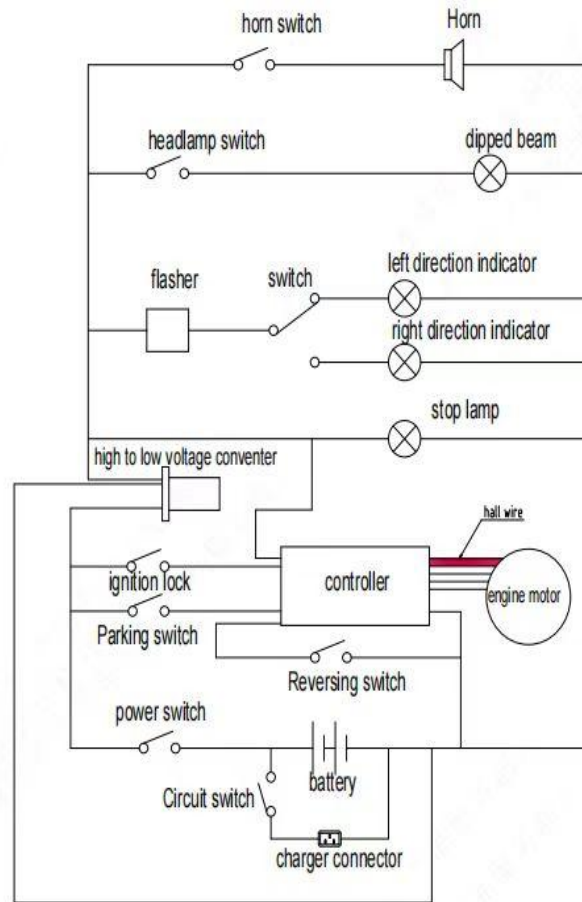 horn switch
Horn
headlamp switch
dipped beam
left direction indicator
flasher
switch
right direction indicator
stop lamp
high to low voltage conventer
hall wire
ignition lock
controller
engine motor
Parking switch
Reversing switch
power switch
battery
Circuit switch
charger connector